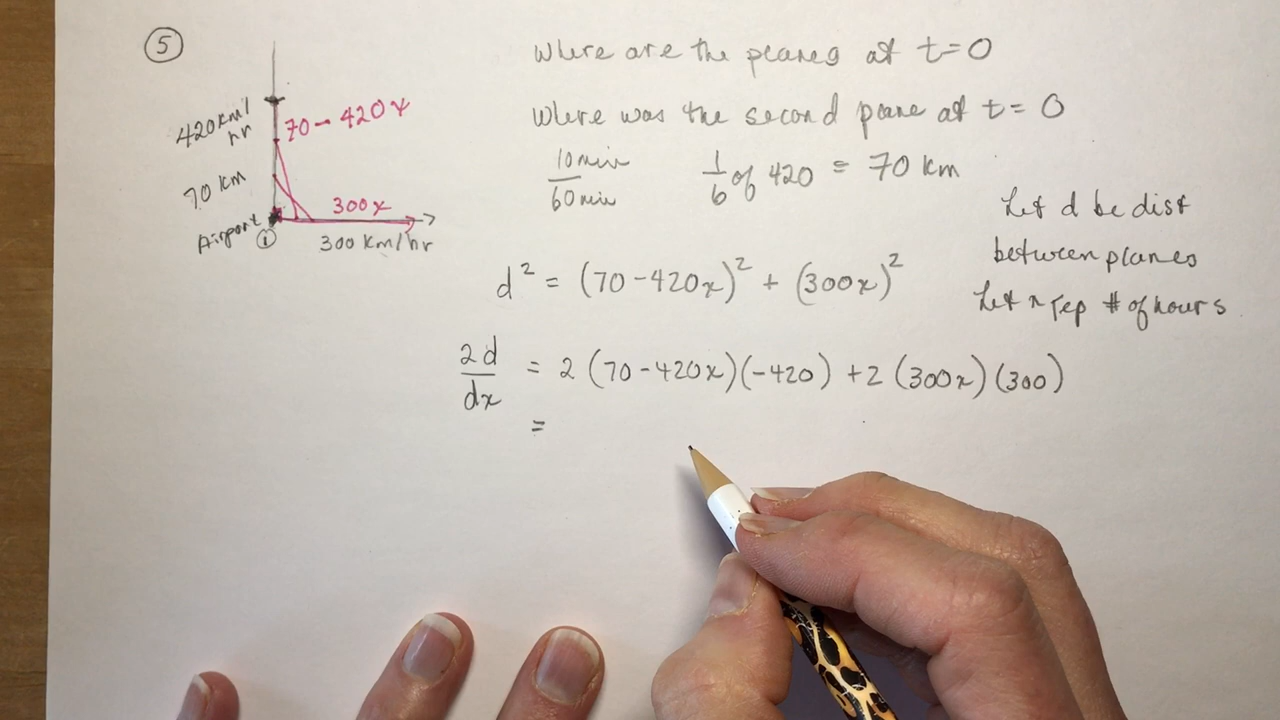 5
Where are the planes at t=0
420 km/
hr
70 - 420x
Where was the second plane at t=0
10 min
60 min
1/6 of 420 = 70 km
70 km
300x
Airport
1
300 km/hr
Let d be dist
between planes
Let x rep # of hours
d² = (70-420x)² + (300x)²
2d/dx = 2(70-420x)(-420) + 2(300x)(300)
=